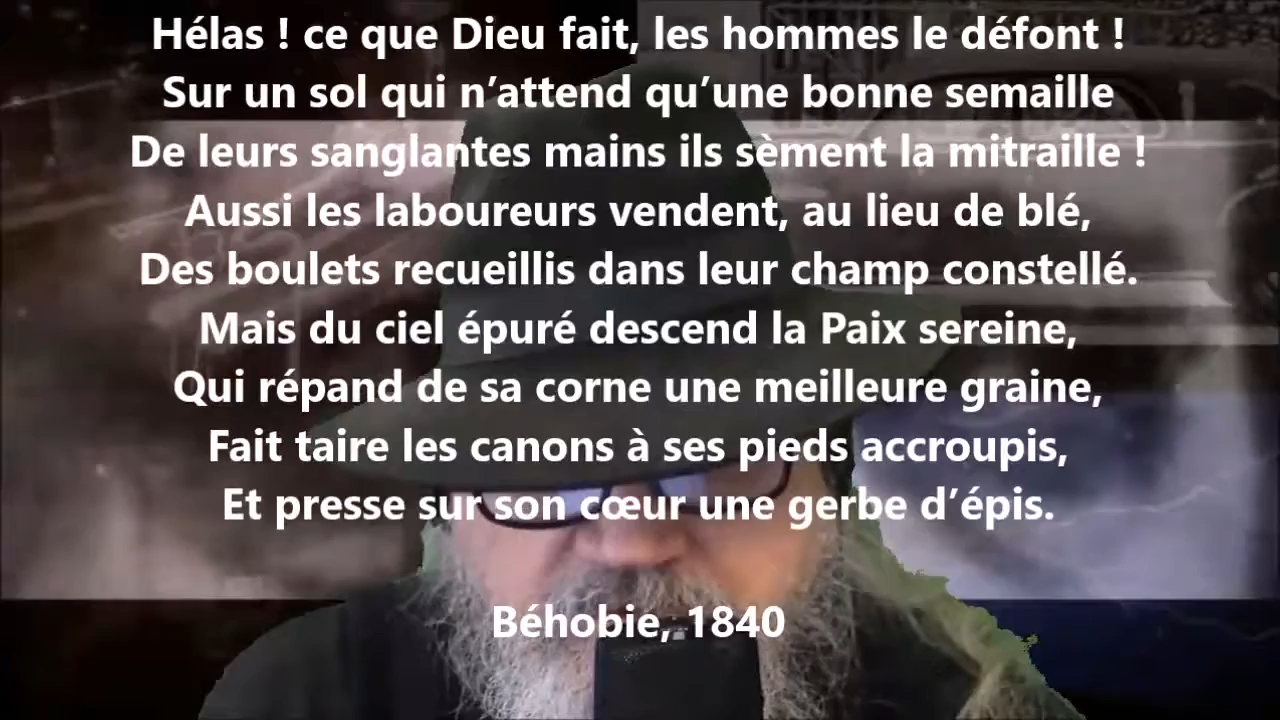 Hélas ! ce que Dieu fait, les hommes le défont !
Sur un sol qui n’attend qu’une bonne semaille
De leurs sanglantes mains ils sèment la mitraille !
Aussi les laboureurs vendent, au lieu de blé,
Des boulets recueillis dans leur champ constellé.
Mais du ciel épuré descend la Paix sereine,
Qui répand de sa corne une meilleure graine,
Fait taire les canons à ses pieds accroupis,
Et presse sur son cœur une gerbe d’épis.
Béhobie, 1840